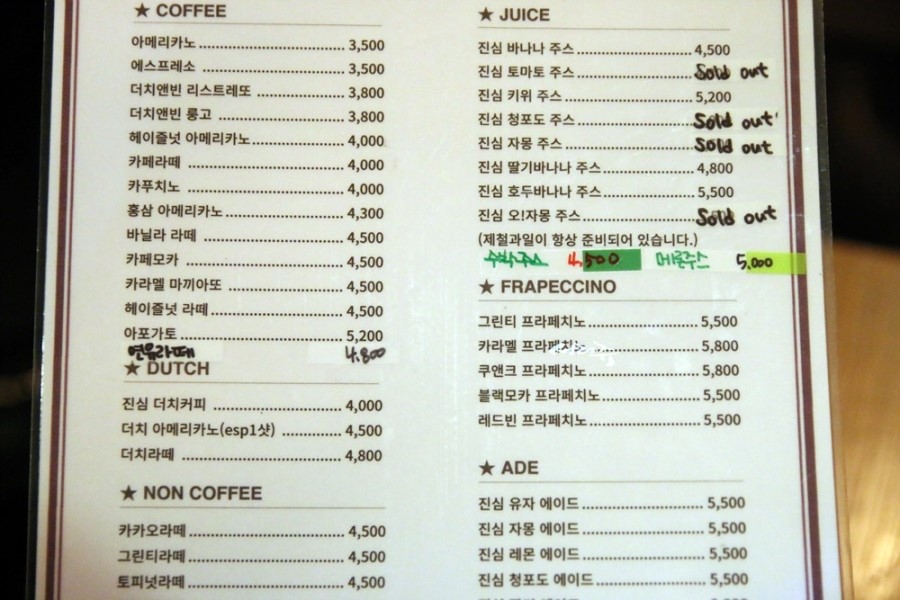 ★ COFFEE
아메리카노 3,500
에스프레소 3,500
더치앤빈 리스트레또 3,800
더치앤빈 룽고 3,800
헤이즐넛 아메리카노 4,000
카페라떼 4,000
카푸치노 4,000
홍삼 아메리카노 4,300
바닐라 라떼 4,500
카페모카 4,500
카라멜 마끼아또 4,500
헤이즐넛 라떼 4,500
아포가토 5,200
연유라떼 4.800
★ DUTCH
진심 더치커피 4,000
더치 아메리카노(esp1샷) 4,500
더치라떼 4,800
★ NON COFFEE
카카오라떼 4,500
그린티라떼 4,500
토피넛라떼 4,500
★ JUICE
진심 바나나 주스 4,500
진심 토마토 주스 Sold out
진심 키위 주스 5,200
진심 청포도 주스 Sold out
진심 자몽 주스 Sold out
진심 딸기바나나 주스 4,800
진심 호두바나나 주스 5,500
진심 오!자몽 주스 Sold out
(제철과일이 항상 준비되어 있습니다.)
수박주스 4.500 메론주스 5.000
★ FRAPECCINO
그린티 프라페치노 5,500
카라멜 프라페치노 5,800
쿠앤크 프라페치노 5,800
블랙모카 프라페치노 5,500
레드빈 프라페치노 5,500
★ ADE
진심 유자 에이드 5,500
진심 자몽 에이드 5,500
진심 레몬 에이드 5,500
진심 청포도 에이드 5,500